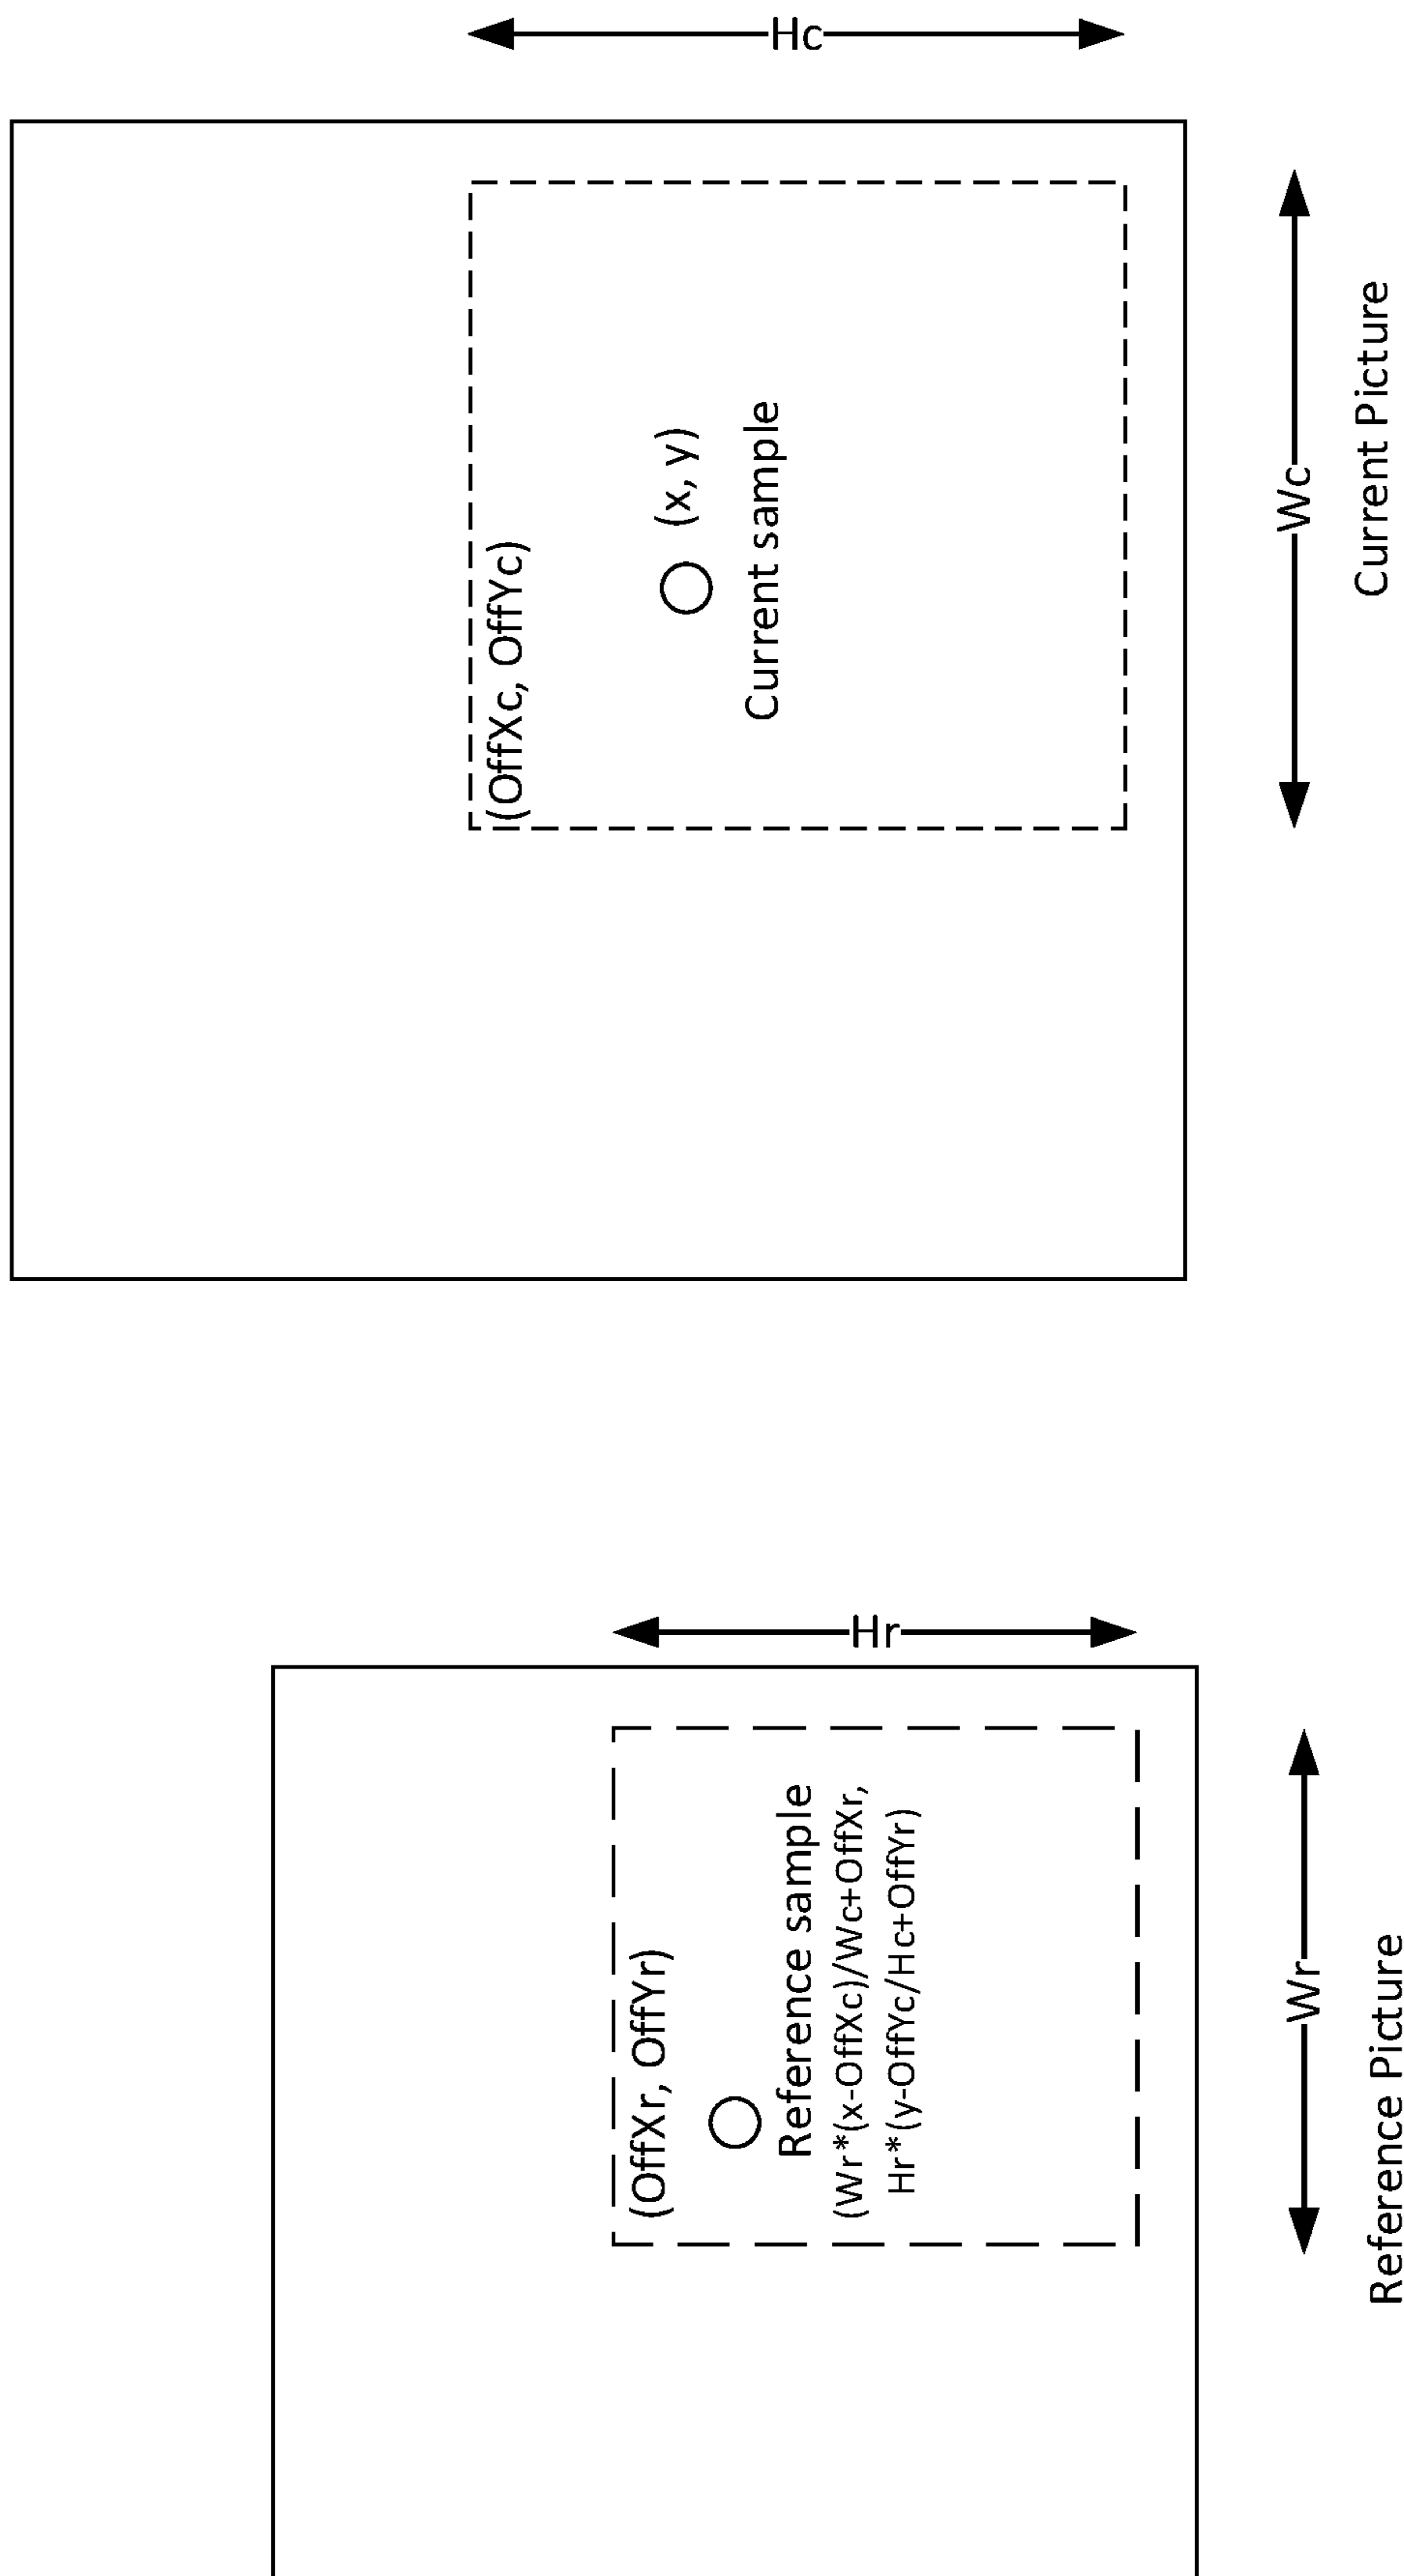 (OffXr, OffYr)
Reference sample
(Wr*(x-OffXc)/Wc+OffXr,
Hr*(y-OffYc/Hc+OffYr)
Hr
Wr
Reference Picture
(OffXc, OffYc)
(x, y)
Current sample
Hc
Wc
Current Picture